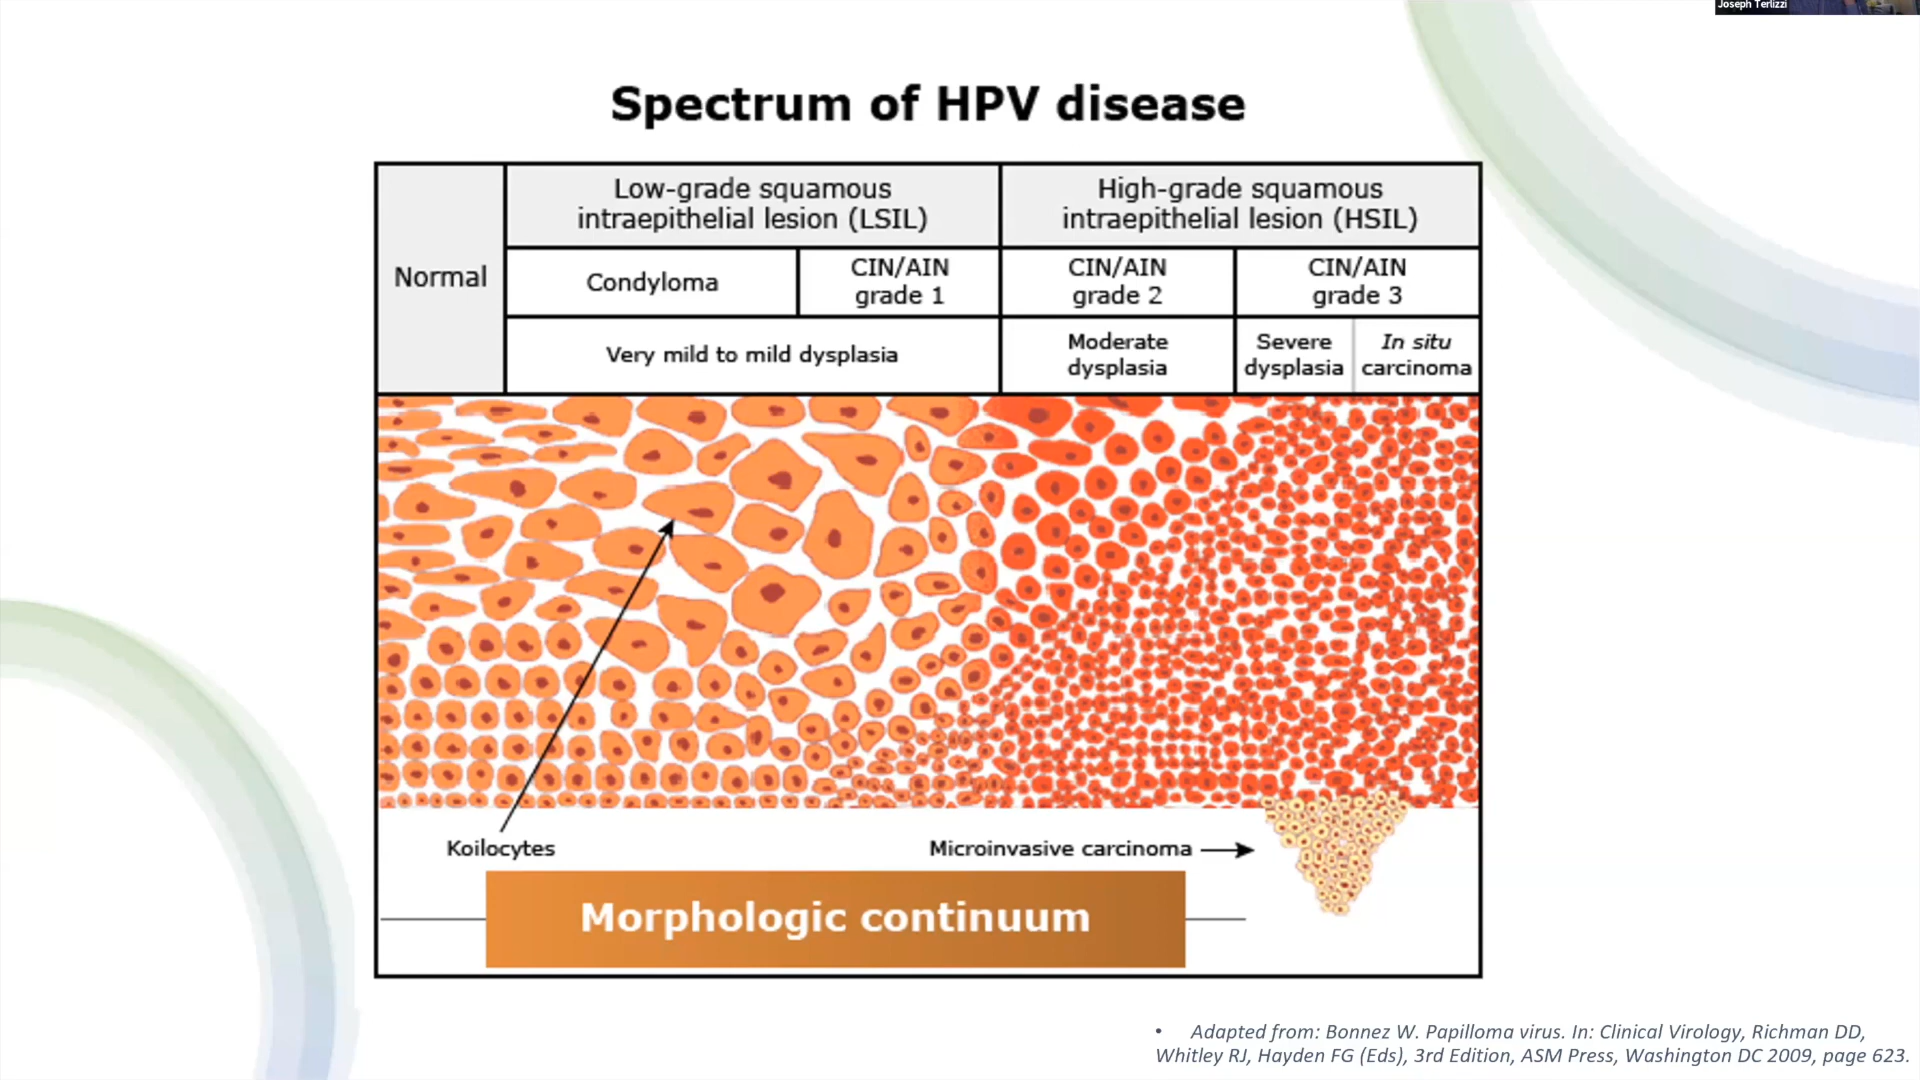 Joseph Terlizzi
Spectrum of HPV disease
Normal
Low-grade squamous
intraepithelial lesion (LSIL)
High-grade squamous
intraepithelial lesion (HSIL)
Condyloma
CIN/AIN
grade 1
CIN/AIN
grade 2
CIN/AIN
grade 3
Very mild to mild dysplasia
Moderate
dysplasia
Severe
dysplasia
In situ
carcinoma
Koilocytes
Microinvasive carcinoma
Morphologic continuum
• Adapted from: Bonnez W. Papilloma virus. In: Clinical Virology, Richman DD,
Whitley RJ, Hayden FG (Eds), 3rd Edition, ASM Press, Washington DC 2009, page 623.